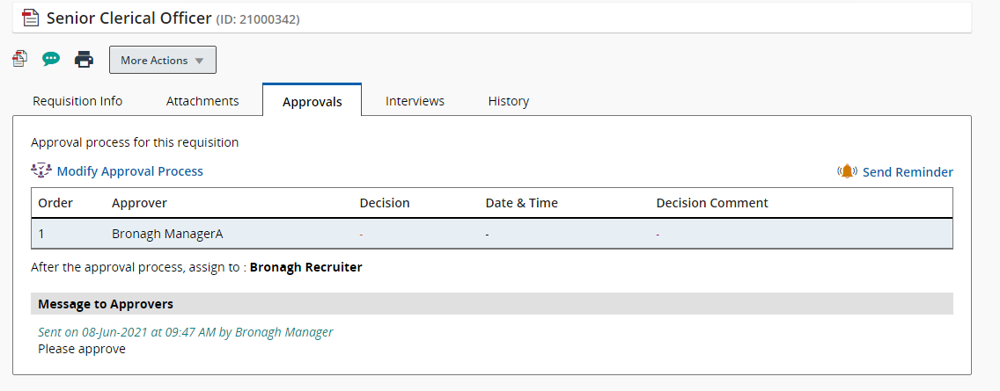 Senior Clerical Officer (ID: 21000342)
More Actions
Requisition Info Attachments Approvals Interviews History
Approval process for this requisition
Modify Approval Process Send Reminder
Order Approver Decision Date & Time Decision Comment
1 Bronagh ManagerA - - -
After the approval process, assign to : Bronagh Recruiter
Message to Approvers
Sent on 08-Jun-2021 at 09:47 AM by Bronagh Manager
Please approve